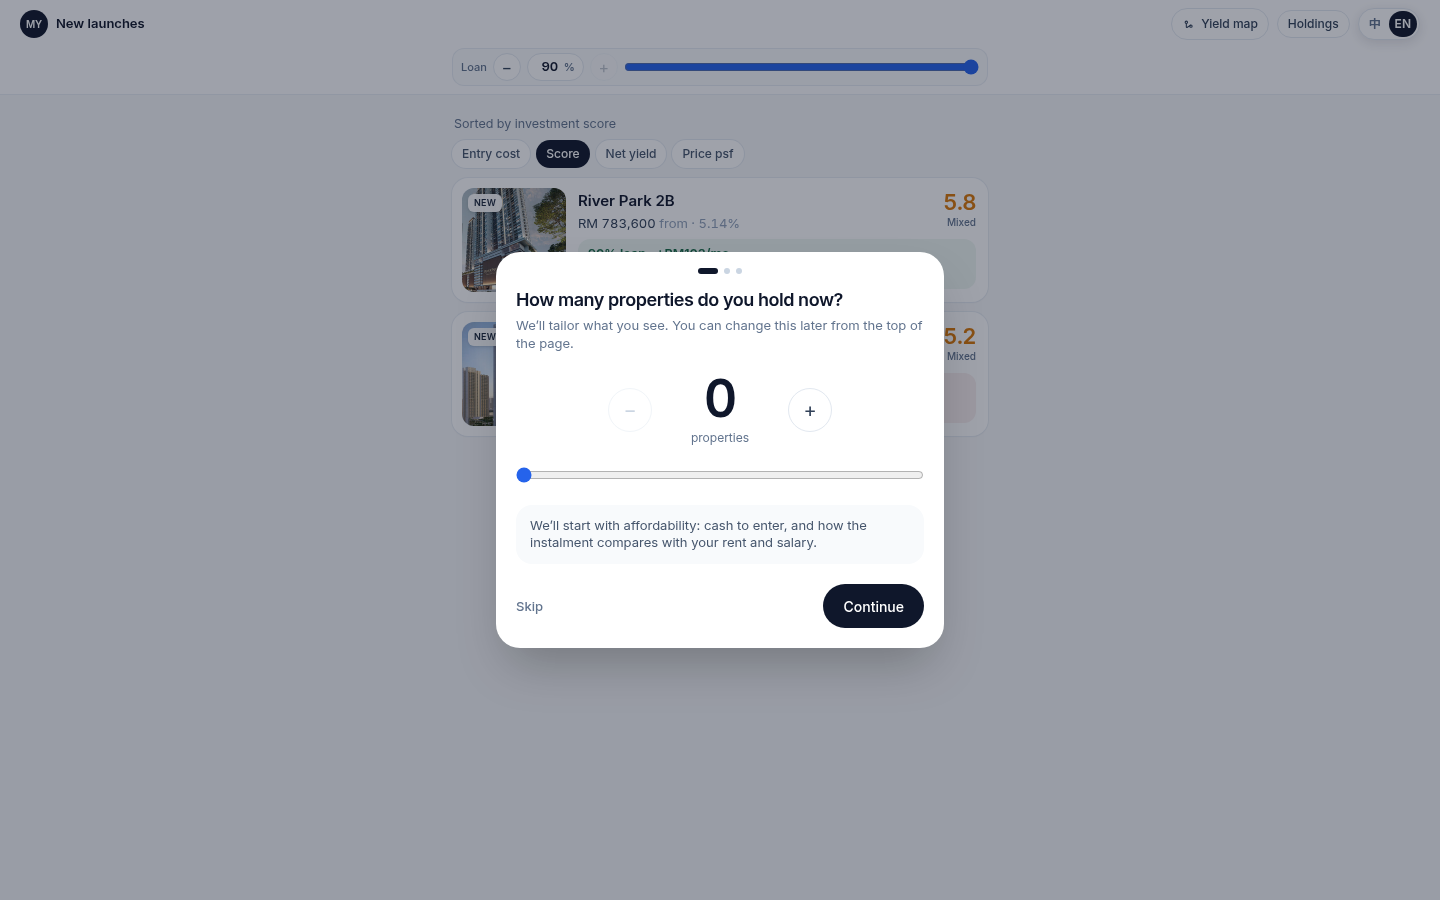 MY New launches
Yield map
Holdings
中 EN
Loan − 90 % +
Sorted by investment score
Entry cost Score Net yield Price psf
NEW
River Park 2B
5.8
RM 783,600 from · 5.14%
Mixed
NEW
5.2
Mixed
How many properties do you hold now?
We’ll tailor what you see. You can change this later from the top of
the page.
− 0 +
properties
We’ll start with affordability: cash to enter, and how the
instalment compares with your rent and salary.
Skip
Continue